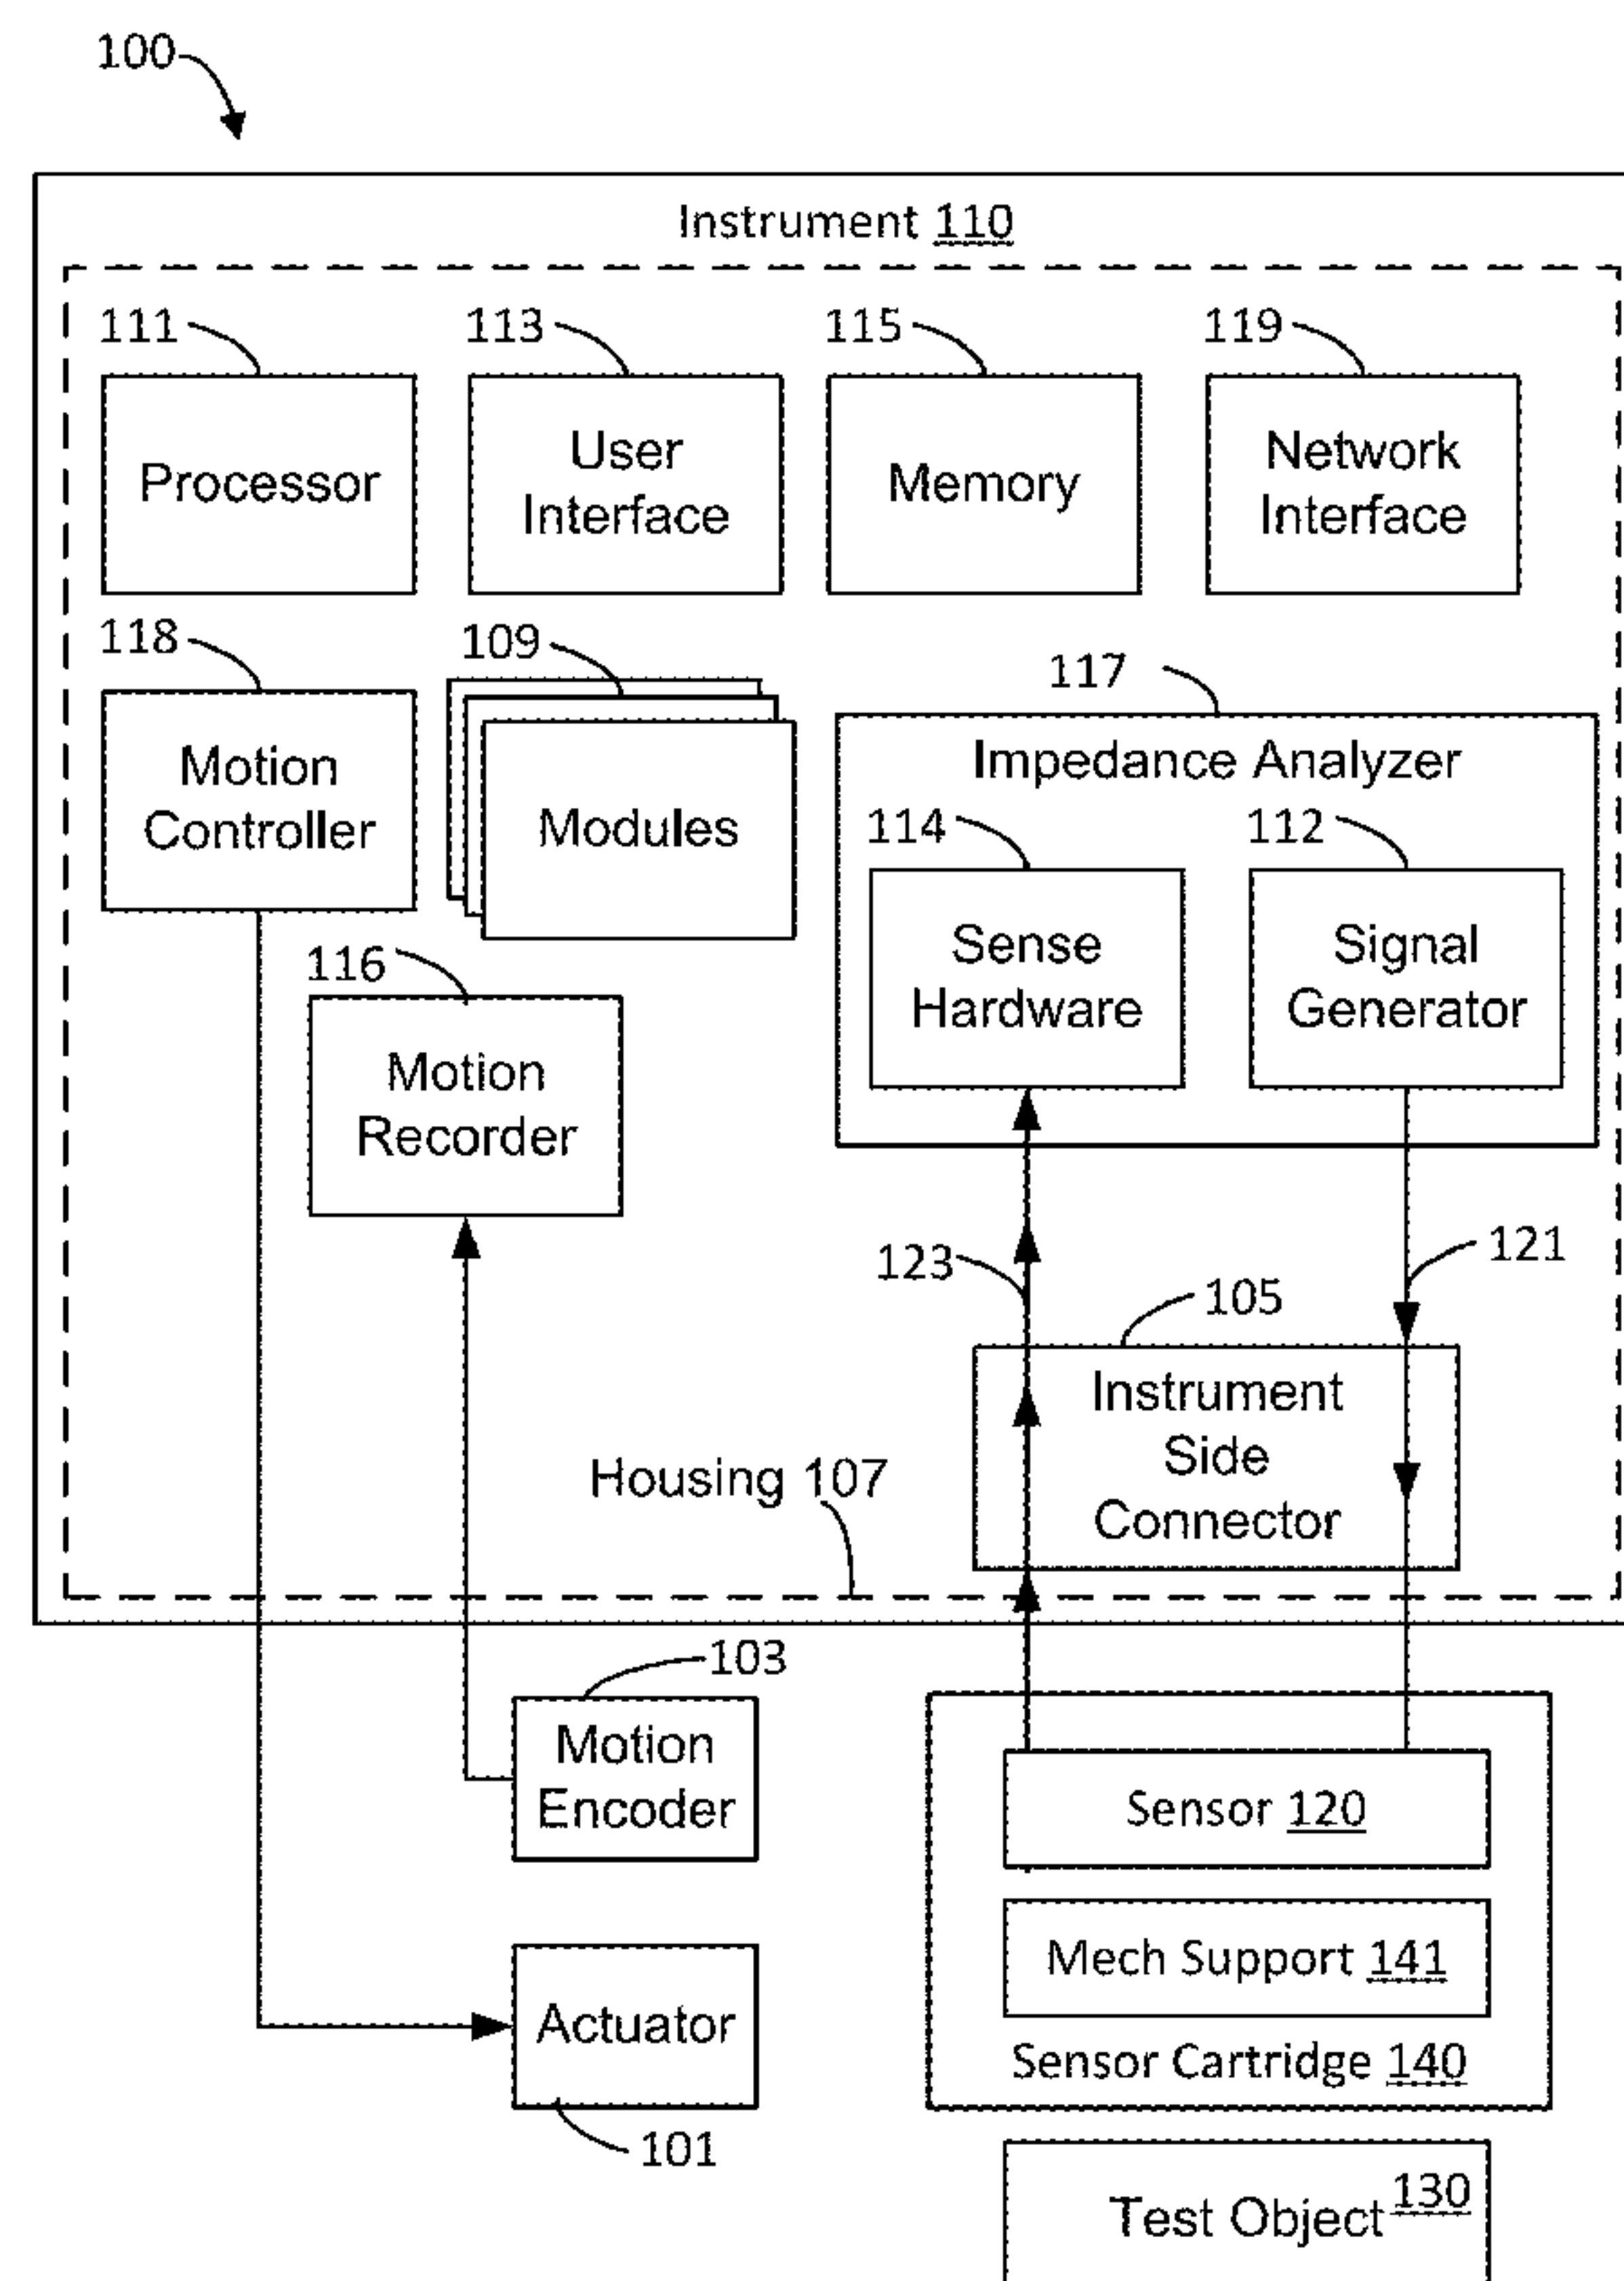 100
Instrument 110
111
113
115
119
Processor
User
Interface
Memory
Network
Interface
118
109
117
Motion
Controller
Modules
Impedance Analyzer
114
112
Sense
Hardware
Signal
Generator
116
Motion
Recorder
123
121
105
Instrument
Side
Connector
Housing 107
103
Motion
Encoder
Sensor 120
Mech Support 141
Actuator
Sensor Cartridge 140
101
Test Object 130